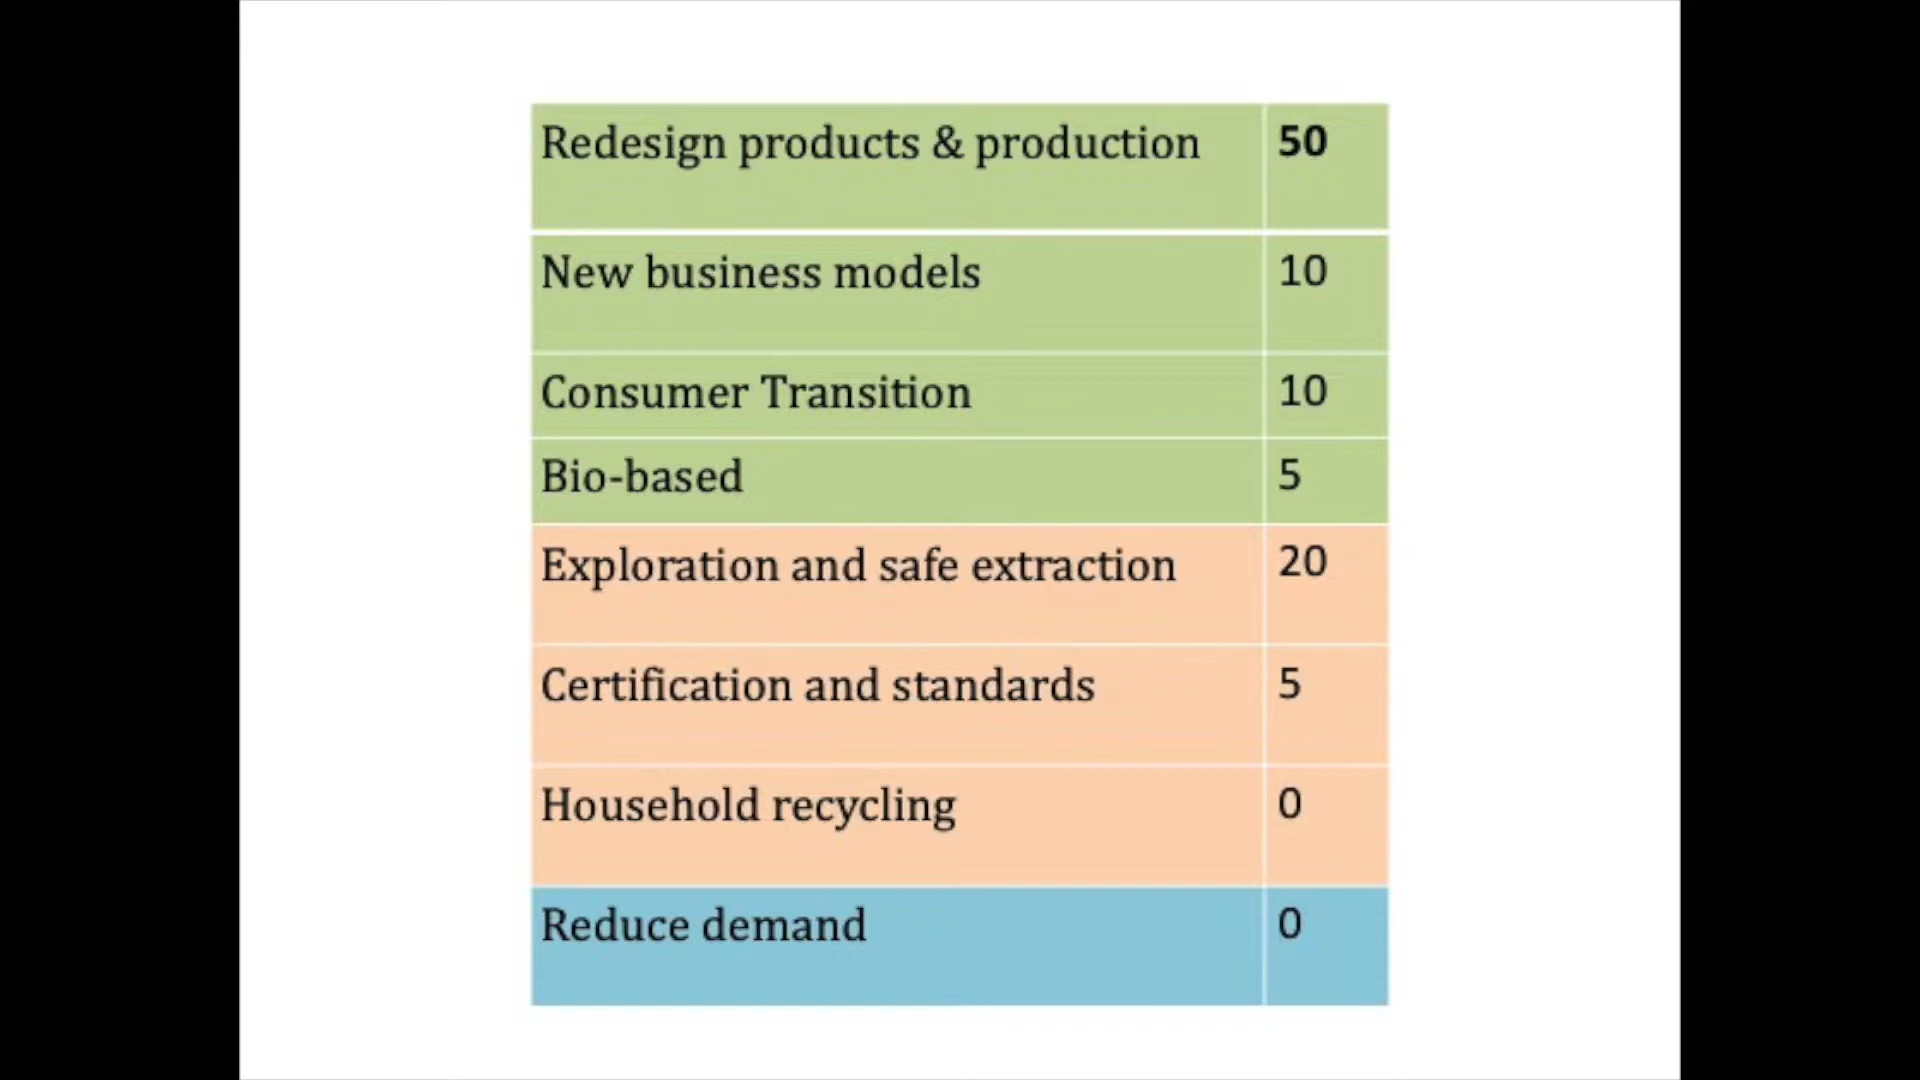 Redesign products & production 50
New business models 10
Consumer Transition 10
Bio-based 5
Exploration and safe extraction 20
Certification and standards 5
Household recycling 0
Reduce demand 0